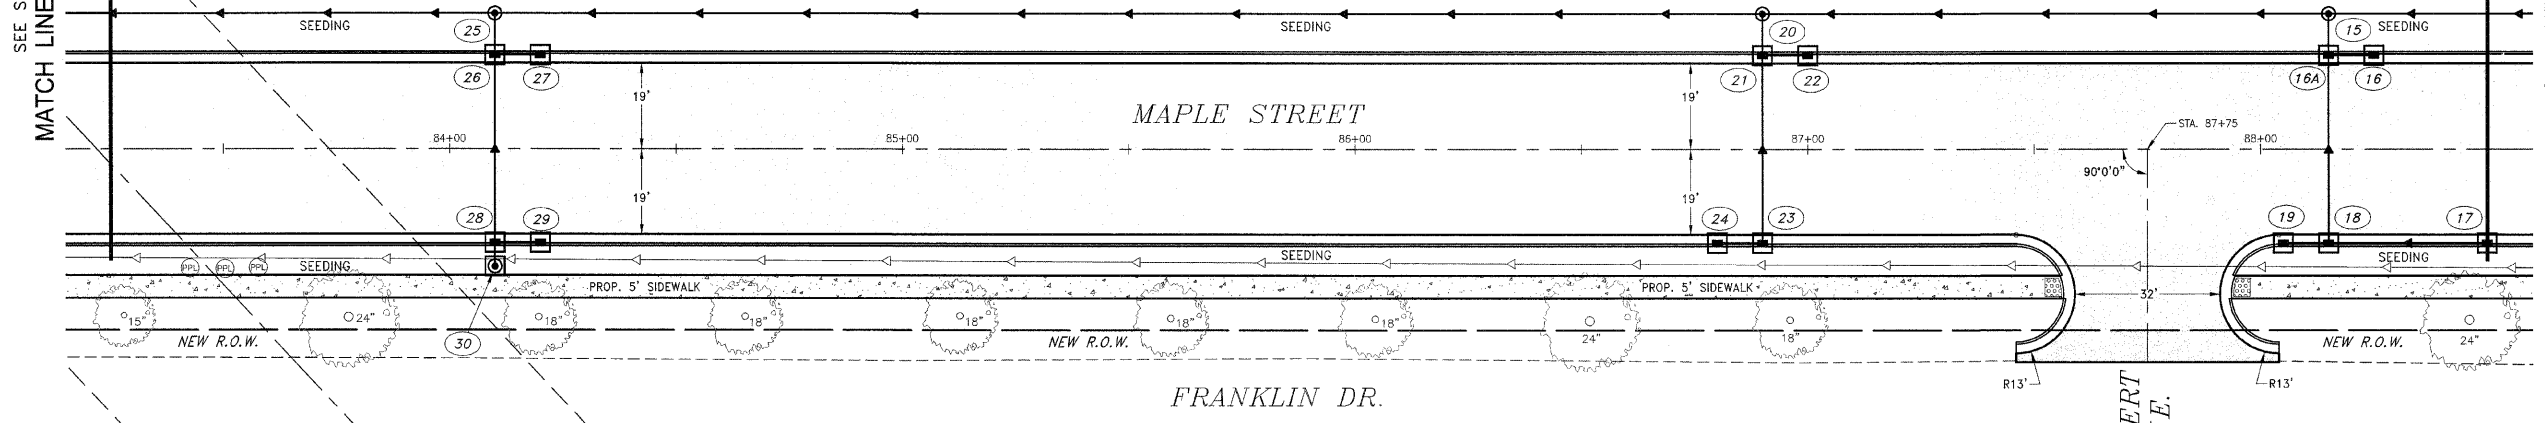 SEE S
MATCH LINE
SEEDING
SEEDING
SEEDING
25
20
15
26
27
21
22
16A
16
19'
19'
MAPLE STREET
84+00
85+00
86+00
87+00
88+00
STA. 87+75
90°0'0"
19'
19'
28
29
24
23
19
18
17
PPL
PPL
PPL
SEEDING
SEEDING
SEEDING
PROP. 5' SIDEWALK
PROP. 5' SIDEWALK
32'
15"
24"
18"
18"
18"
18"
18"
24"
18"
24"
NEW R.O.W.
30
NEW R.O.W.
NEW R.O.W.
R13'
R13'
FRANKLIN DR.
ERT
E.